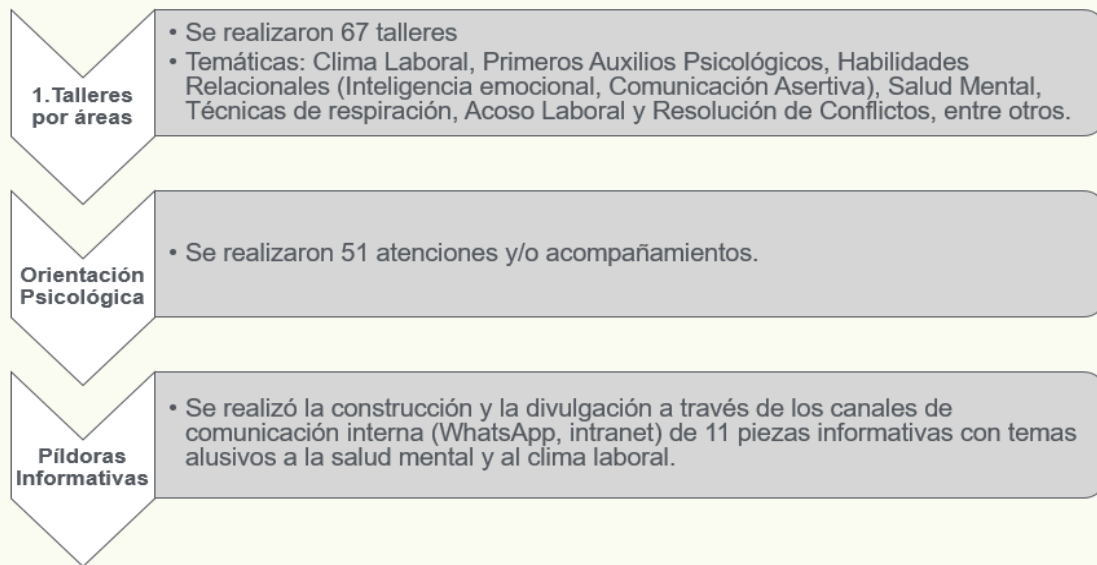 1.Talleres
por áreas
• Se realizaron 67 talleres
• Temáticas: Clima Laboral, Primeros Auxilios Psicológicos, Habilidades
Relacionales (Inteligencia emocional, Comunicación Asertiva), Salud Mental,
Técnicas de respiración, Acoso Laboral y Resolución de Conflictos, entre otros.
Orientación
Psicológica
• Se realizaron 51 atenciones y/o acompañamientos.
Píldoras
Informativas
• Se realizó la construcción y la divulgación a través de los canales de
comunicación interna (WhatsApp, intranet) de 11 piezas informativas con temas
alusivos a la salud mental y al clima laboral.